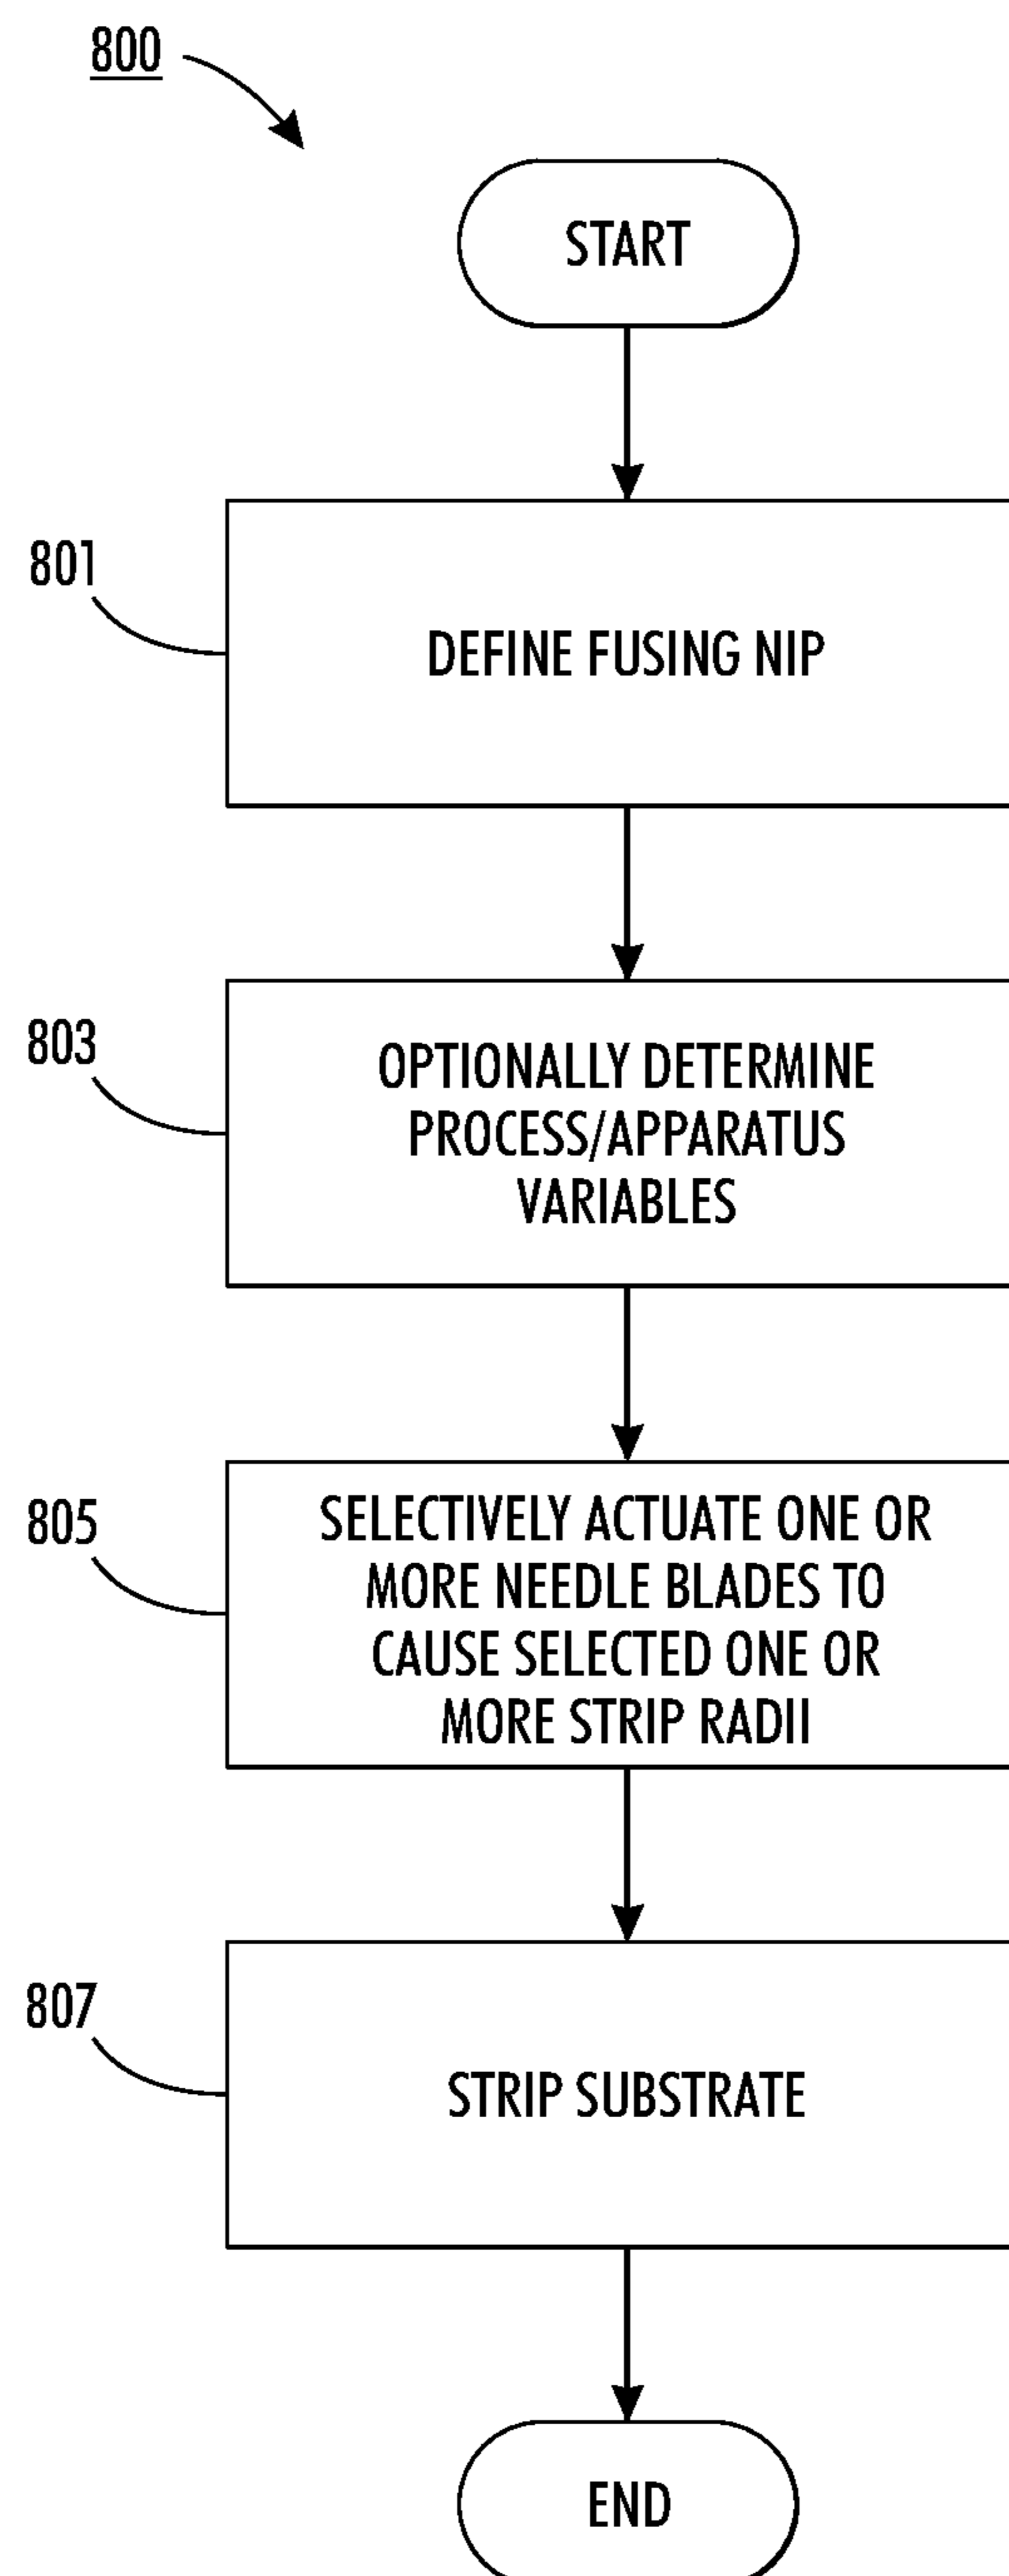 800
START
801
DEFINE FUSING NIP
803
OPTIONALLY DETERMINE
PROCESS/APPARATUS
VARIABLES
805
SELECTIVELY ACTUATE ONE OR
MORE NEEDLE BLADES TO
CAUSE SELECTED ONE OR
MORE STRIP RADII
807
STRIP SUBSTRATE
END